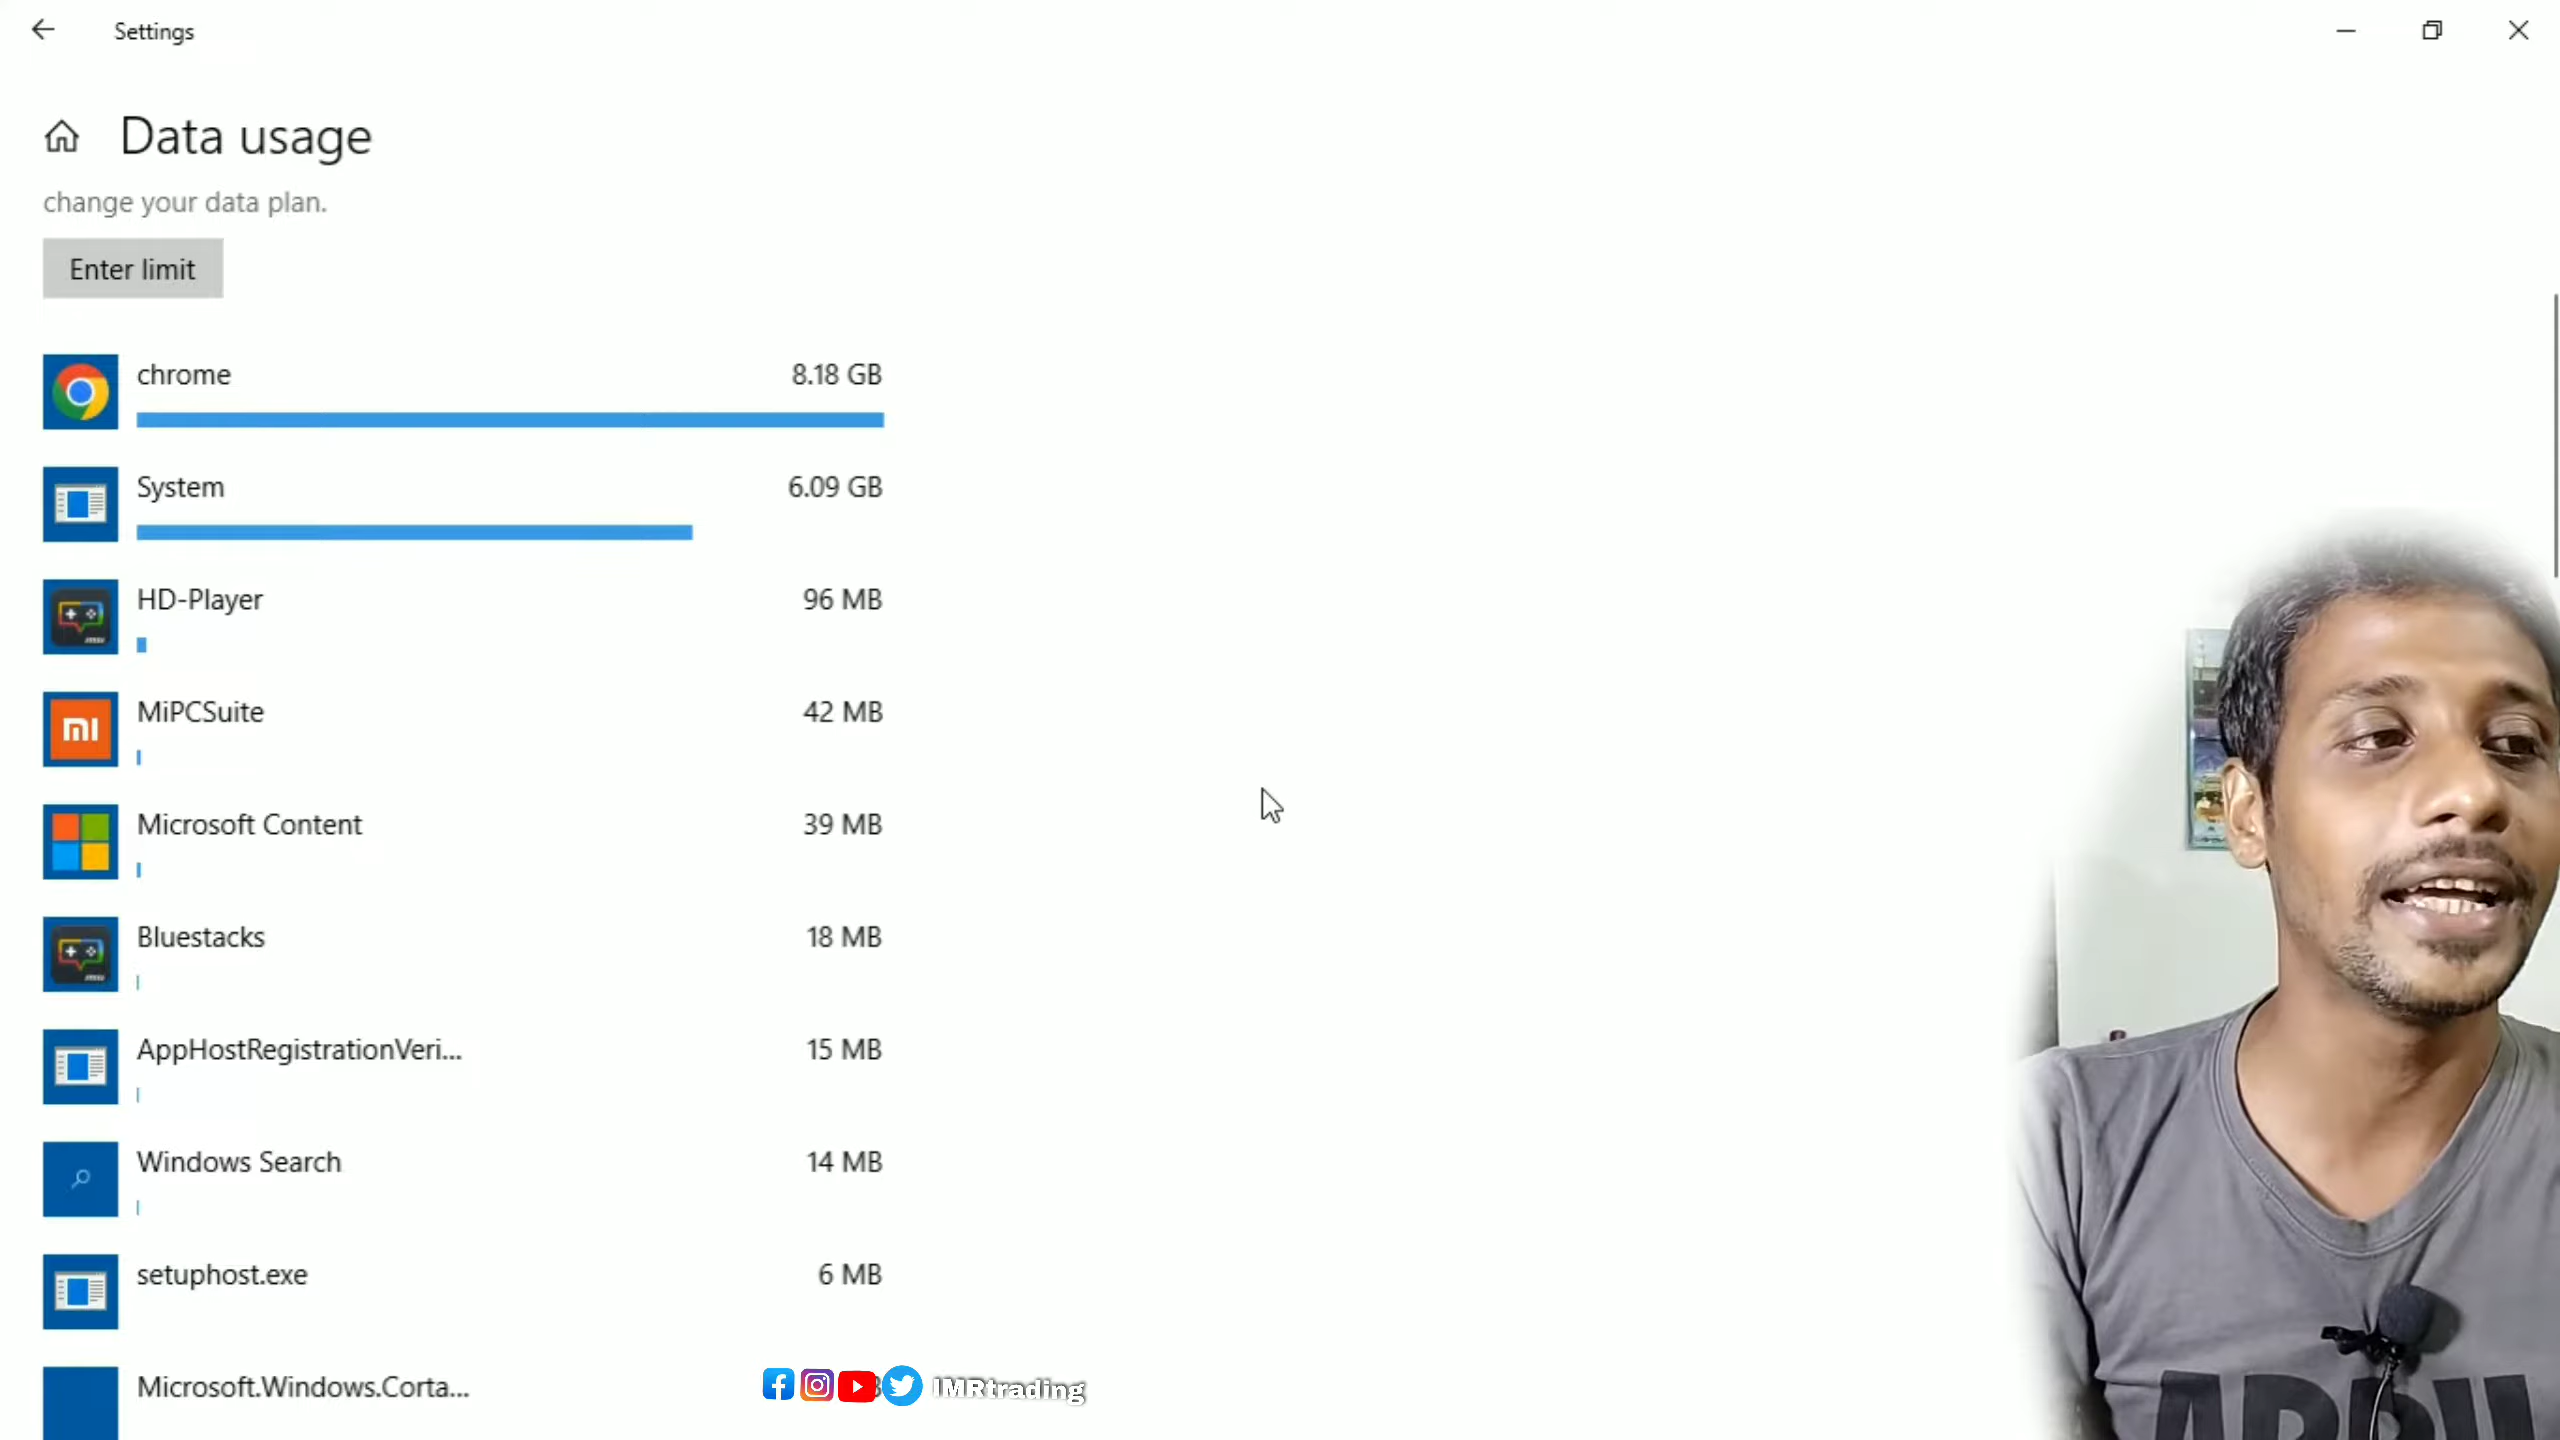 Settings
Data usage
change your data plan.
Enter limit
chrome 8.18 GB
System 6.09 GB
HD-Player 96 MB
MiPCSuite 42 MB
Microsoft Content 39 MB
Bluestacks 18 MB
AppHostRegistrationVeri... 15 MB
Windows Search 14 MB
setuphost.exe 6 MB
Microsoft.Windows.Corta...
IMRtrading